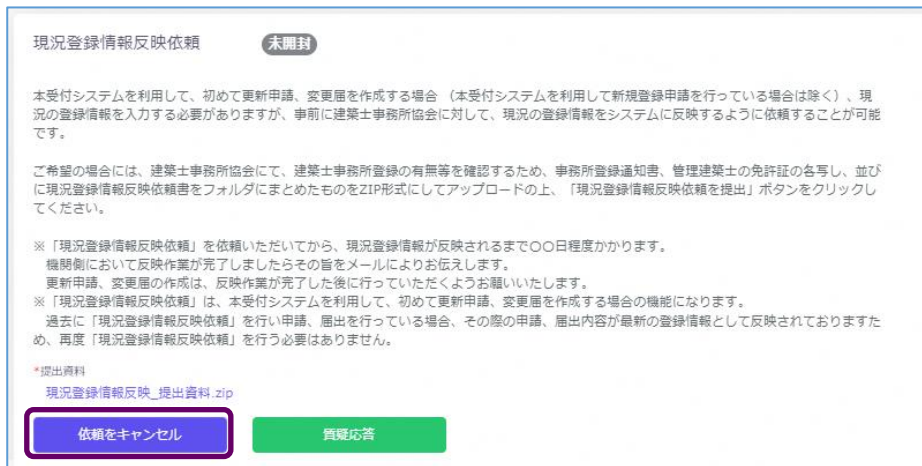 現況登録情報反映依頼 未開封
本受付システムを利用して、初めて更新申請、変更届を作成する場合 （本受付システムを利用して新規登録申請を行っている場合は除く）、現
況の登録情報を入力する必要がありますが、事前に建築士事務所協会に対して、現況の登録情報をシステムに反映するように依頼することが可能
です。
ご希望の場合には、建築士事務所協会にて、建築士事務所登録の有無等を確認するため、事務所登録通知書、管理建築士の免許証の各写し、並び
に現況登録情報反映依頼書をフォルダにまとめたものをZIP形式にしてアップロードの上、「現況登録情報反映依頼を提出」ボタンをクリックし
てください。
※「現況登録情報反映依頼」を依頼いただいてから、現況登録情報が反映されるまで〇〇日程度かかります。
機関側において反映作業が完了しましたらその旨をメールによりお伝えします。
更新申請、変更届の作成は、反映作業が完了した後に行っていただくようお願いいたします。
※「現況登録情報反映依頼」は、本受付システムを利用して、初めて更新申請、変更届を作成する場合の機能になります。
過去に「現況登録情報反映依頼」を行い申請、届出を行っている場合、その際の申請、届出内容が最新の登録情報として反映されておりますた
め、再度「現況登録情報反映依頼」を行う必要はありません。
*提出資料
現況登録情報反映_提出資料.zip
依頼をキャンセル 質疑応答